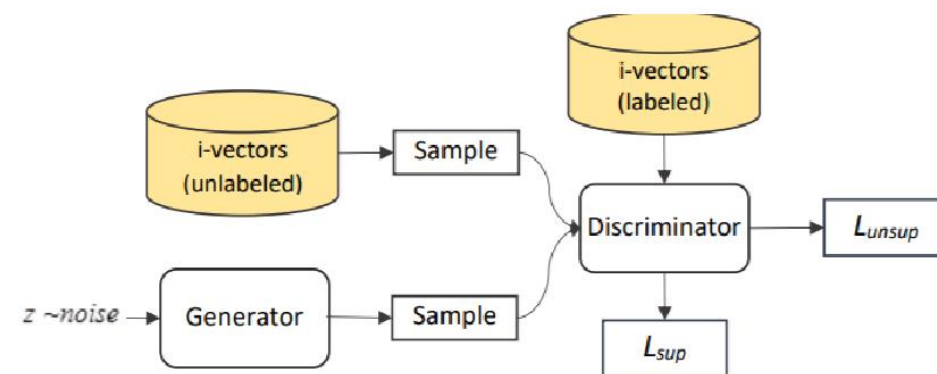 i-vectors
(labeled)
i-vectors
(unlabeled)
Sample
Discriminator
Lunsup
z ~noise
Generator
Sample
Lsup